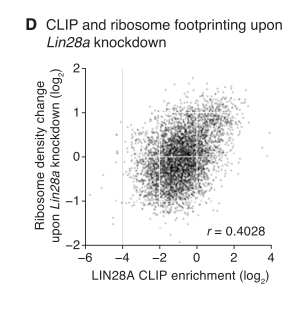 D CLIP and ribosome footprinting upon
Lin28a knockdown
Ribosome density change
upon Lin28a knockdown (log2)
2
1
0
−1
−2
r = 0.4028
−6 −4 −2 0 2 4
LIN28A CLIP enrichment (log2)